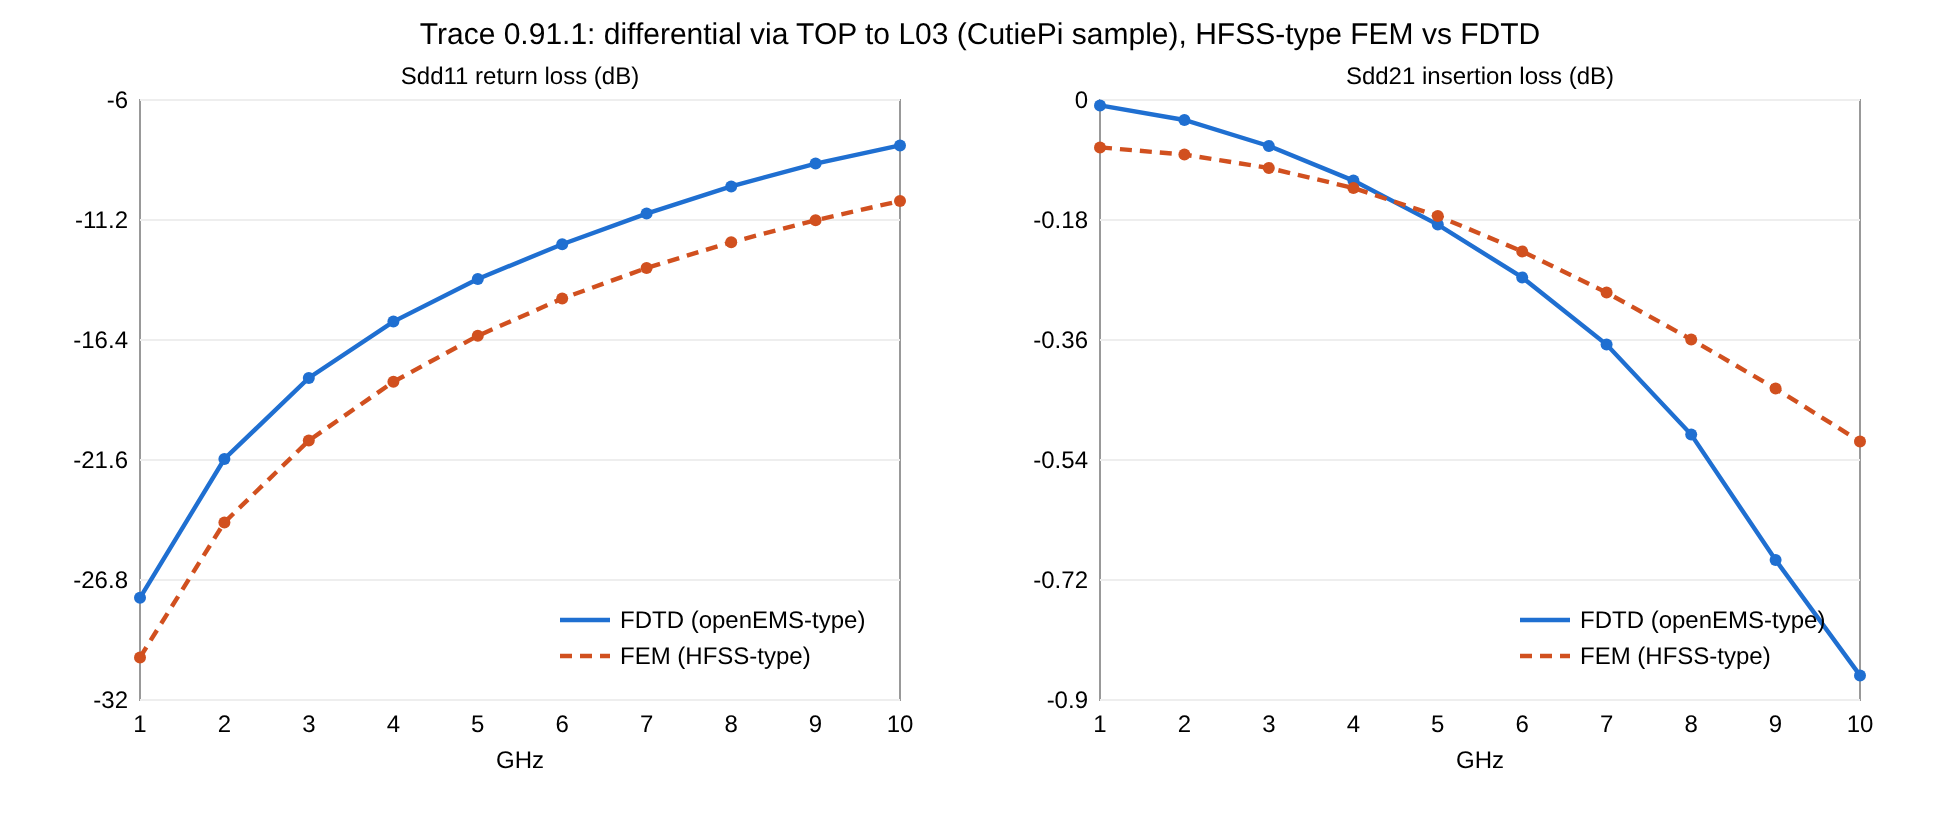 Trace 0.91.1: differential via TOP to L03 (CutiePi sample), HFSS-type FEM vs FDTD
Sdd11 return loss (dB)
-6
-11.2
-16.4
-21.6
-26.8
-32
1 2 3 4 5 6 7 8 9 10
GHz
FDTD (openEMS-type)
FEM (HFSS-type)
Sdd21 insertion loss (dB)
0
-0.18
-0.36
-0.54
-0.72
-0.9
1 2 3 4 5 6 7 8 9 10
GHz
FDTD (openEMS-type)
FEM (HFSS-type)